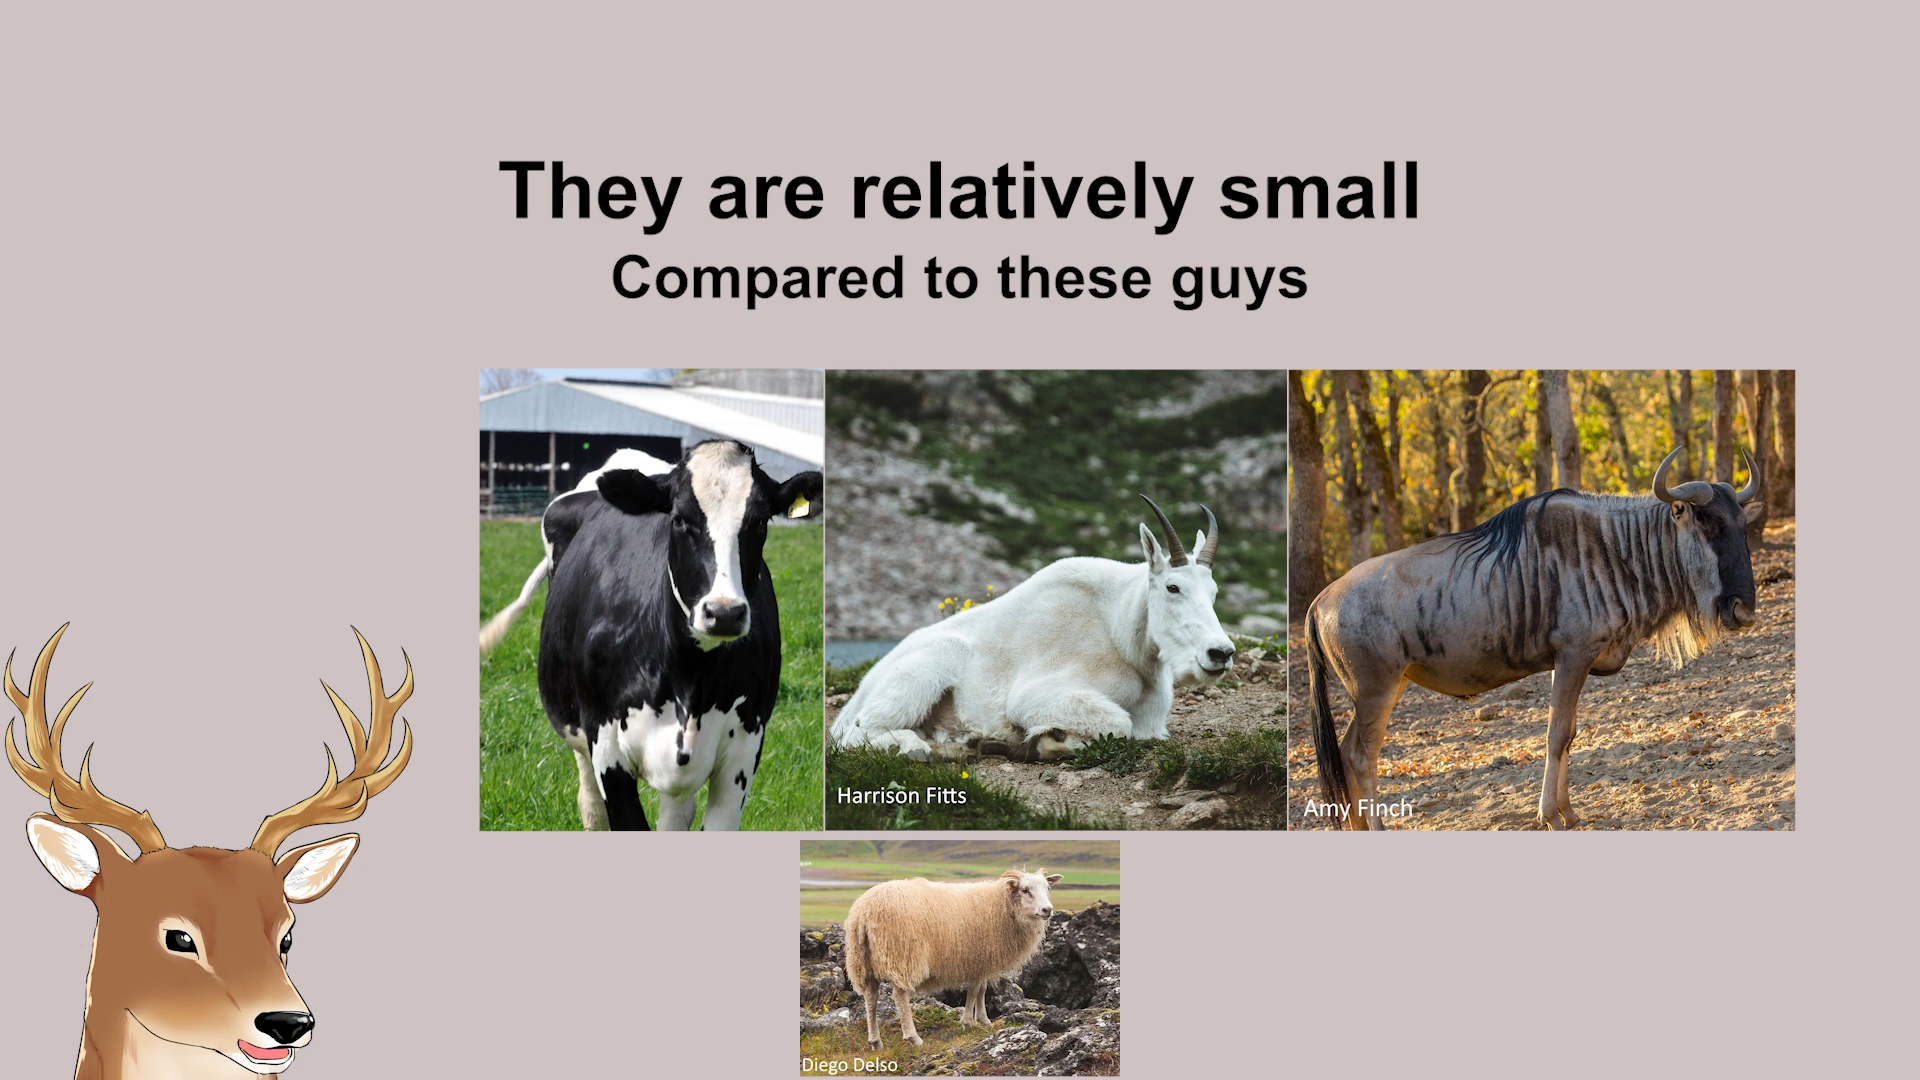 They are relatively small
Compared to these guys
Harrison Fitts
Amy Finch
Diego Delso